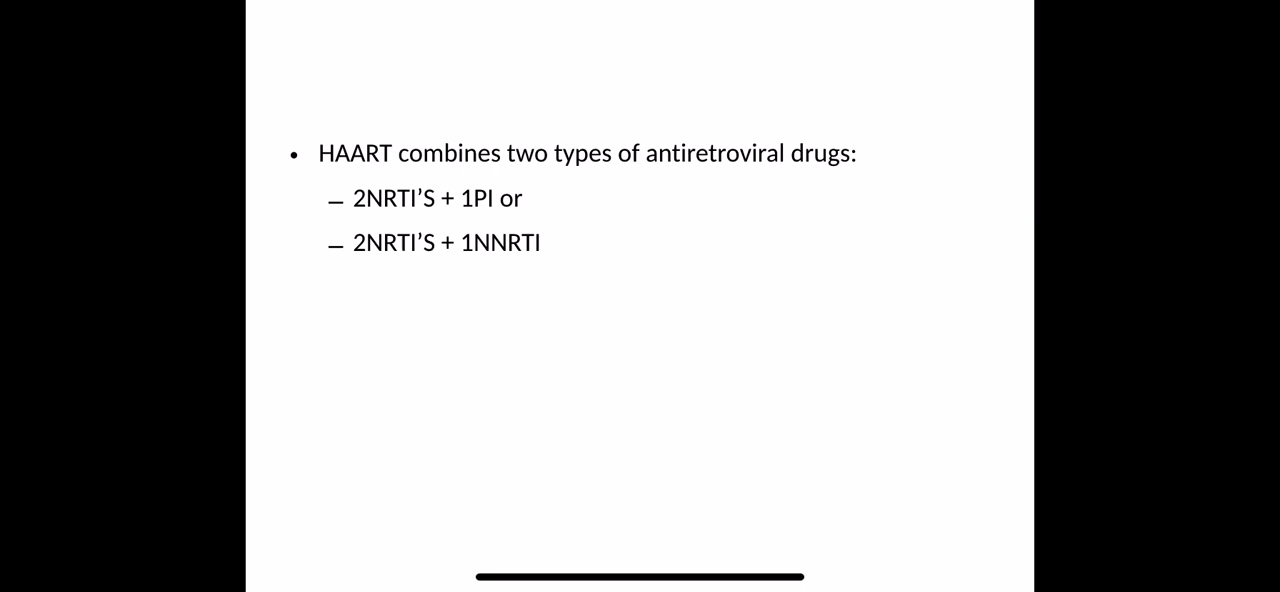 • HAART combines two types of antiretroviral drugs:
– 2NRTI’S + 1PI or
– 2NRTI’S + 1NNRTI